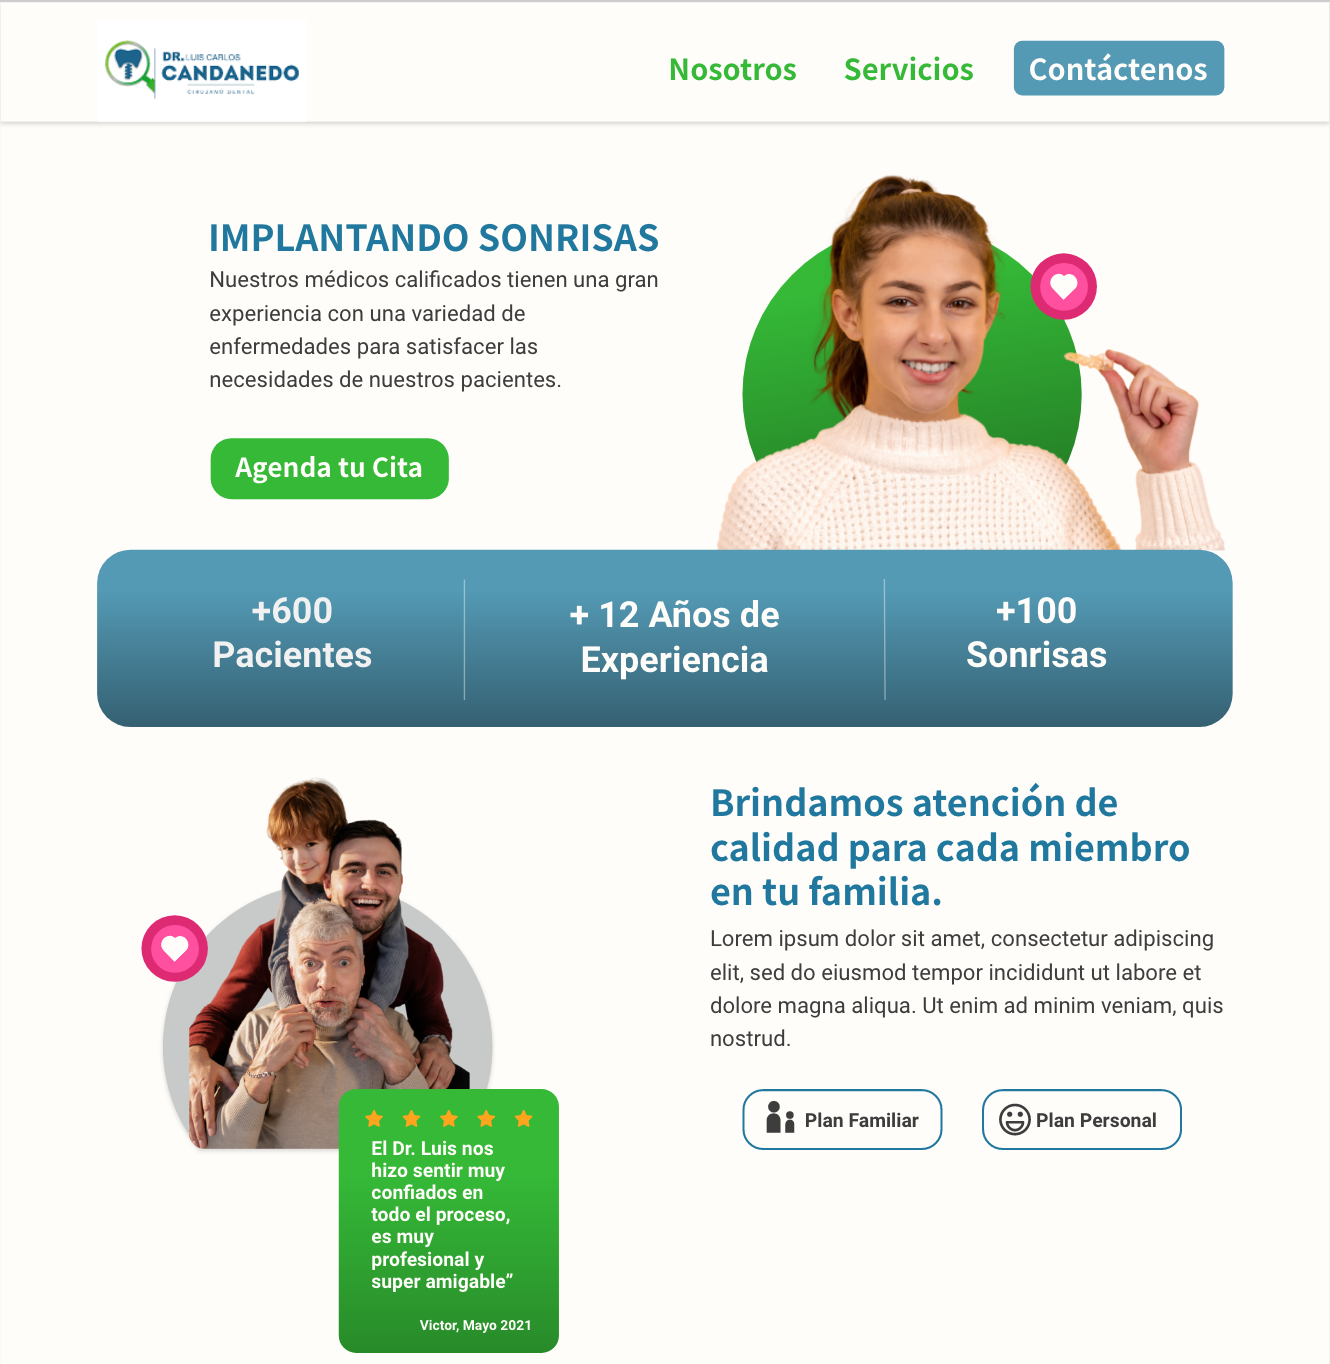 DR. LUIS CARLOS
CANDANEDO
CIRUJANO DENTAL
Nosotros
Servicios
Contáctenos
IMPLANTANDO SONRISAS
Nuestros médicos calificados tienen una gran
experiencia con una variedad de
enfermedades para satisfacer las
necesidades de nuestros pacientes.
Agenda tu Cita
+600
Pacientes
+ 12 Años de
Experiencia
+100
Sonrisas
Brindamos atención de
calidad para cada miembro
en tu familia.
Lorem ipsum dolor sit amet, consectetur adipiscing
elit, sed do eiusmod tempor incididunt ut labore et
dolore magna aliqua. Ut enim ad minim veniam, quis
nostrud.
Plan Familiar
Plan Personal
El Dr. Luis nos
hizo sentir muy
confiados en
todo el proceso,
es muy
profesional y
super amigable”
Victor, Mayo 2021